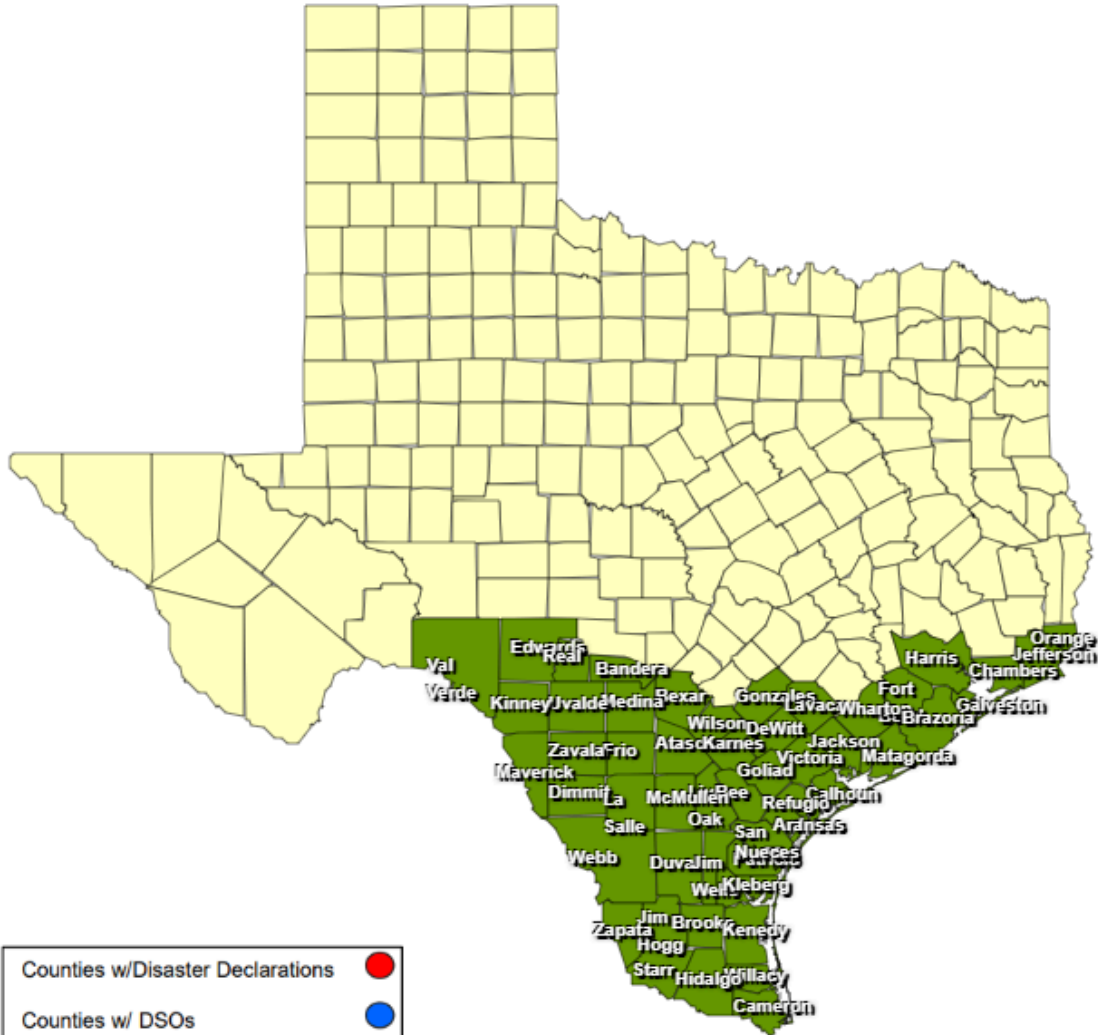 Orange
Harris
Jefferson
Edwards
Real
Val
Bandera
Chambers
Verde
Fort
Kinney
Uvalde
Medina
Bexar
Gonzales
Lavaca
Wharton
Galveston
Brazoria
Wilson
DeWitt
Zavala
Frio
Atasc
Karnes
Jackson
Victoria
Matagorda
Maverick
Goliad
Dimmit
La
McMullen
Bee
Calhoun
Refugio
Salle
Oak
San
Aransas
Webb
Duval
Jim
Nueces
Wells
Kleberg
Jim
Brooks
Zapata
Kenedy
Hogg
Starr
Hidalgo
Willacy
Cameron
Counties w/Disaster Declarations
Counties w/ DSOs